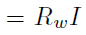 = R_w I